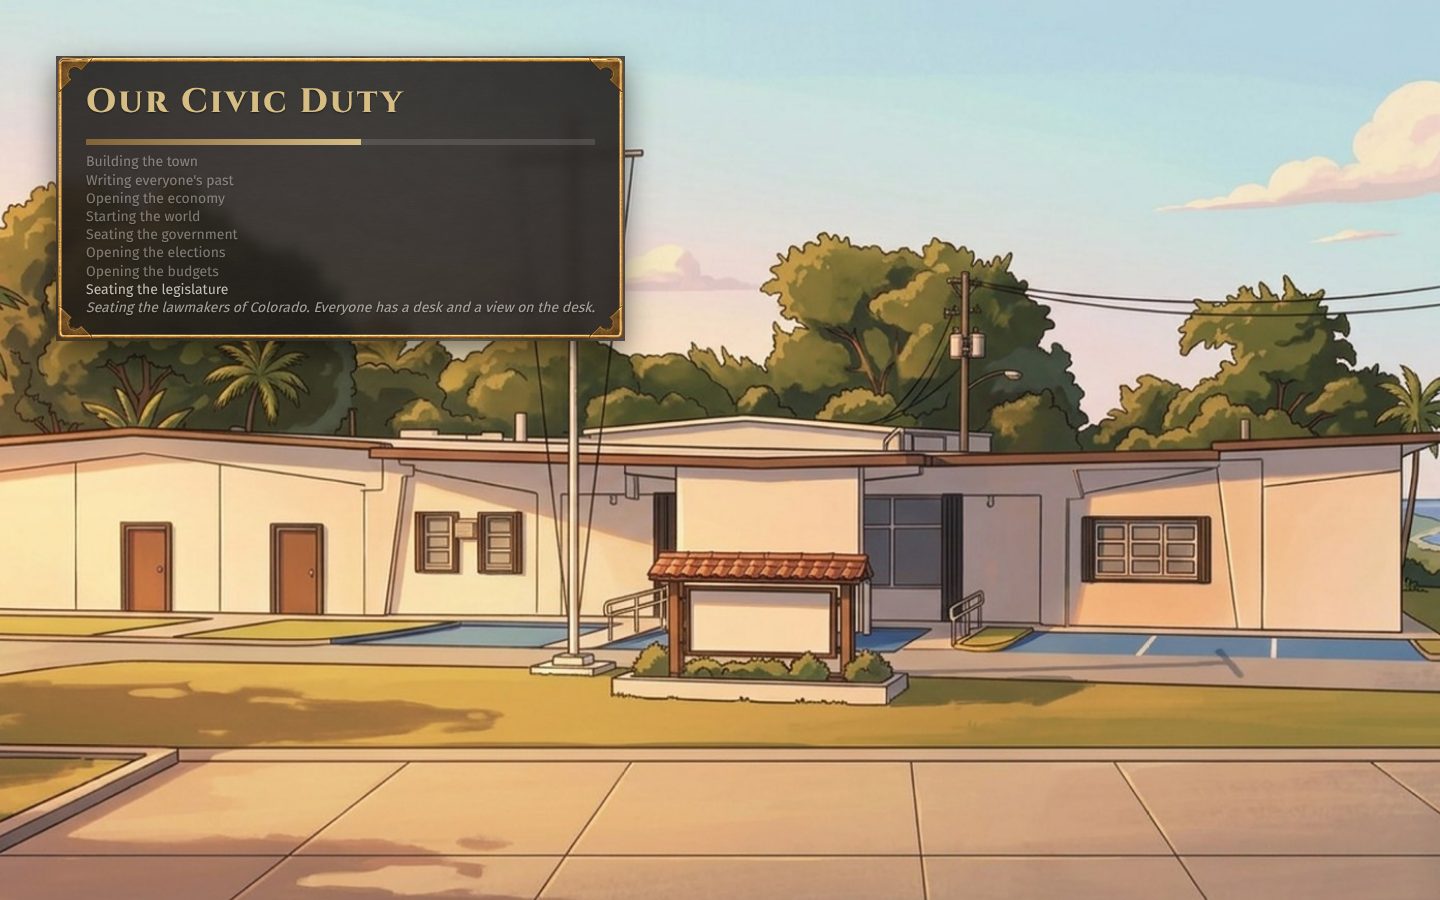 Our Civic Duty
Building the town
Writing everyone's past
Opening the economy
Starting the world
Seating the government
Opening the elections
Opening the budgets
Seating the legislature
Seating the lawmakers of Colorado. Everyone has a desk and a view on the desk.